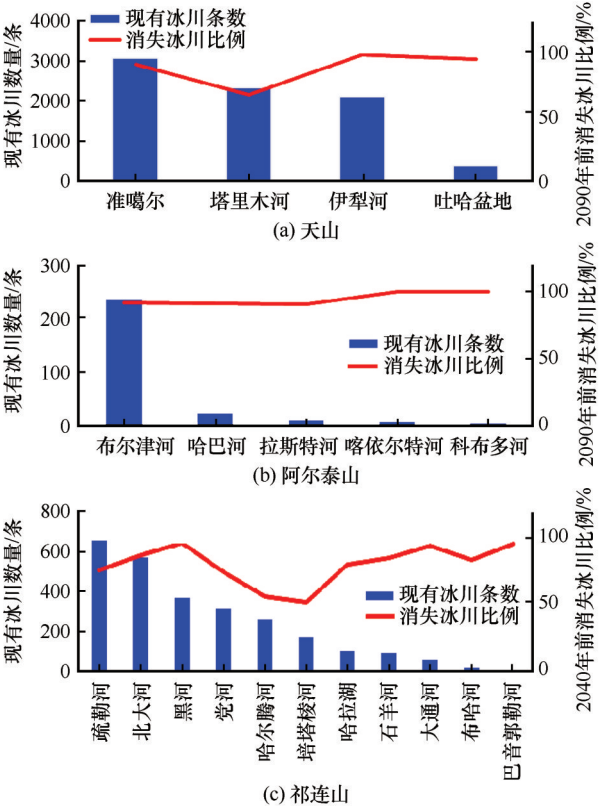 现有冰川数量/条
4000
3000
2000
1000
0
现有冰川条数
消失冰川比例
100
50
0
2090年前消失冰川比例/%
准噶尔 塔里木河 伊犁河 吐哈盆地
(a) 天山
现有冰川数量/条
300
200
100
0
现有冰川条数
消失冰川比例
100
50
0
2090年前消失冰川比例/%
布尔津河 哈巴河 拉斯特河 喀依尔特河 科布多河
(b) 阿尔泰山
现有冰川数量/条
800
600
400
200
0
现有冰川条数
消失冰川比例
100
50
0
2040年前消失冰川比例/%
疏勒河
北大河
黑河
党河
哈尔腾河
培塔棱河
哈拉湖
石羊河
大通河
布哈河
巴音郭勒河
(c) 祁连山